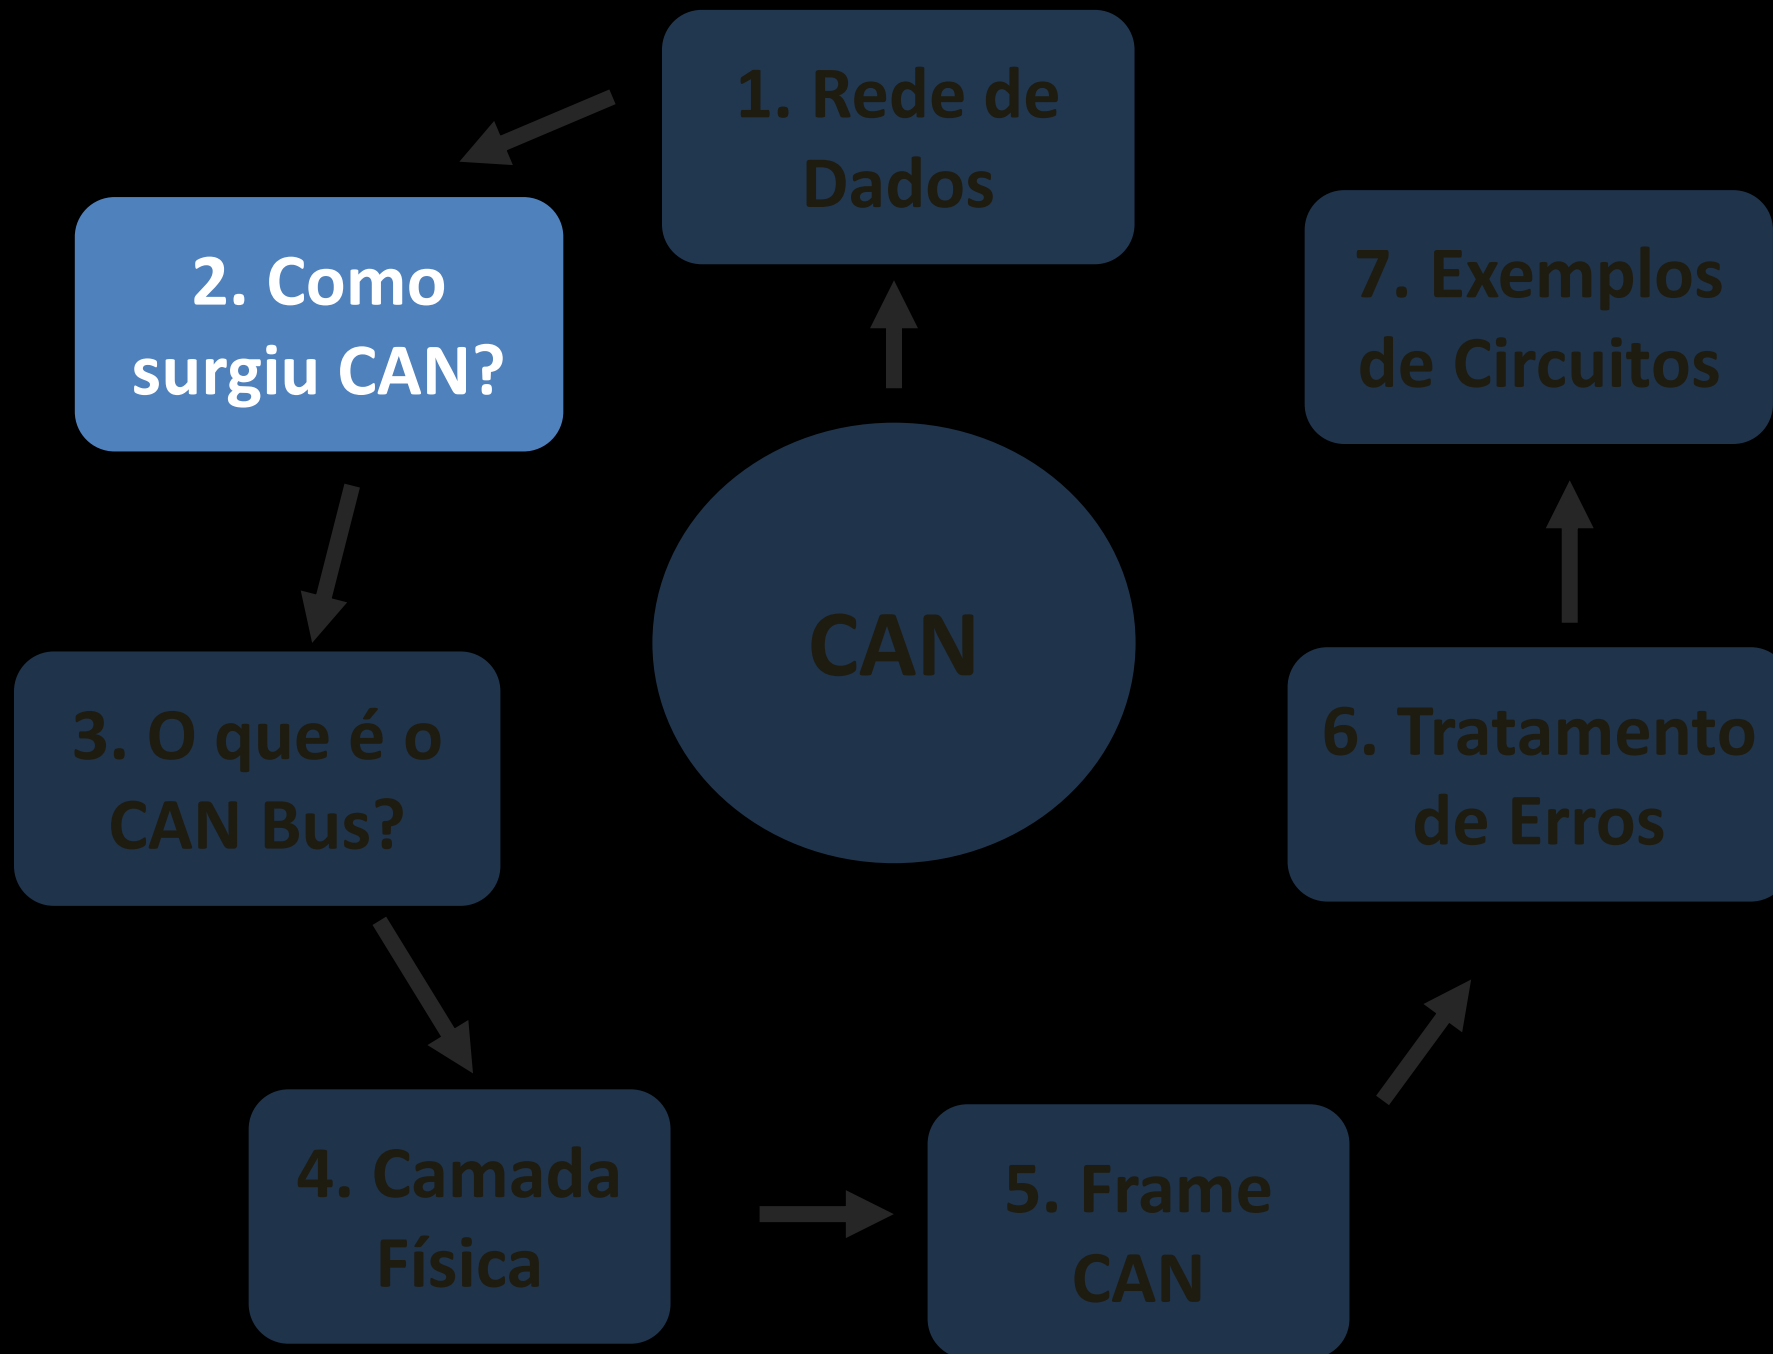 1. Rede de
Dados
2. Como
surgiu CAN?
7. Exemplos
de Circuitos
CAN
3. O que é o
CAN Bus?
6. Tratamento
de Erros
4. Camada
Física
5. Frame
CAN